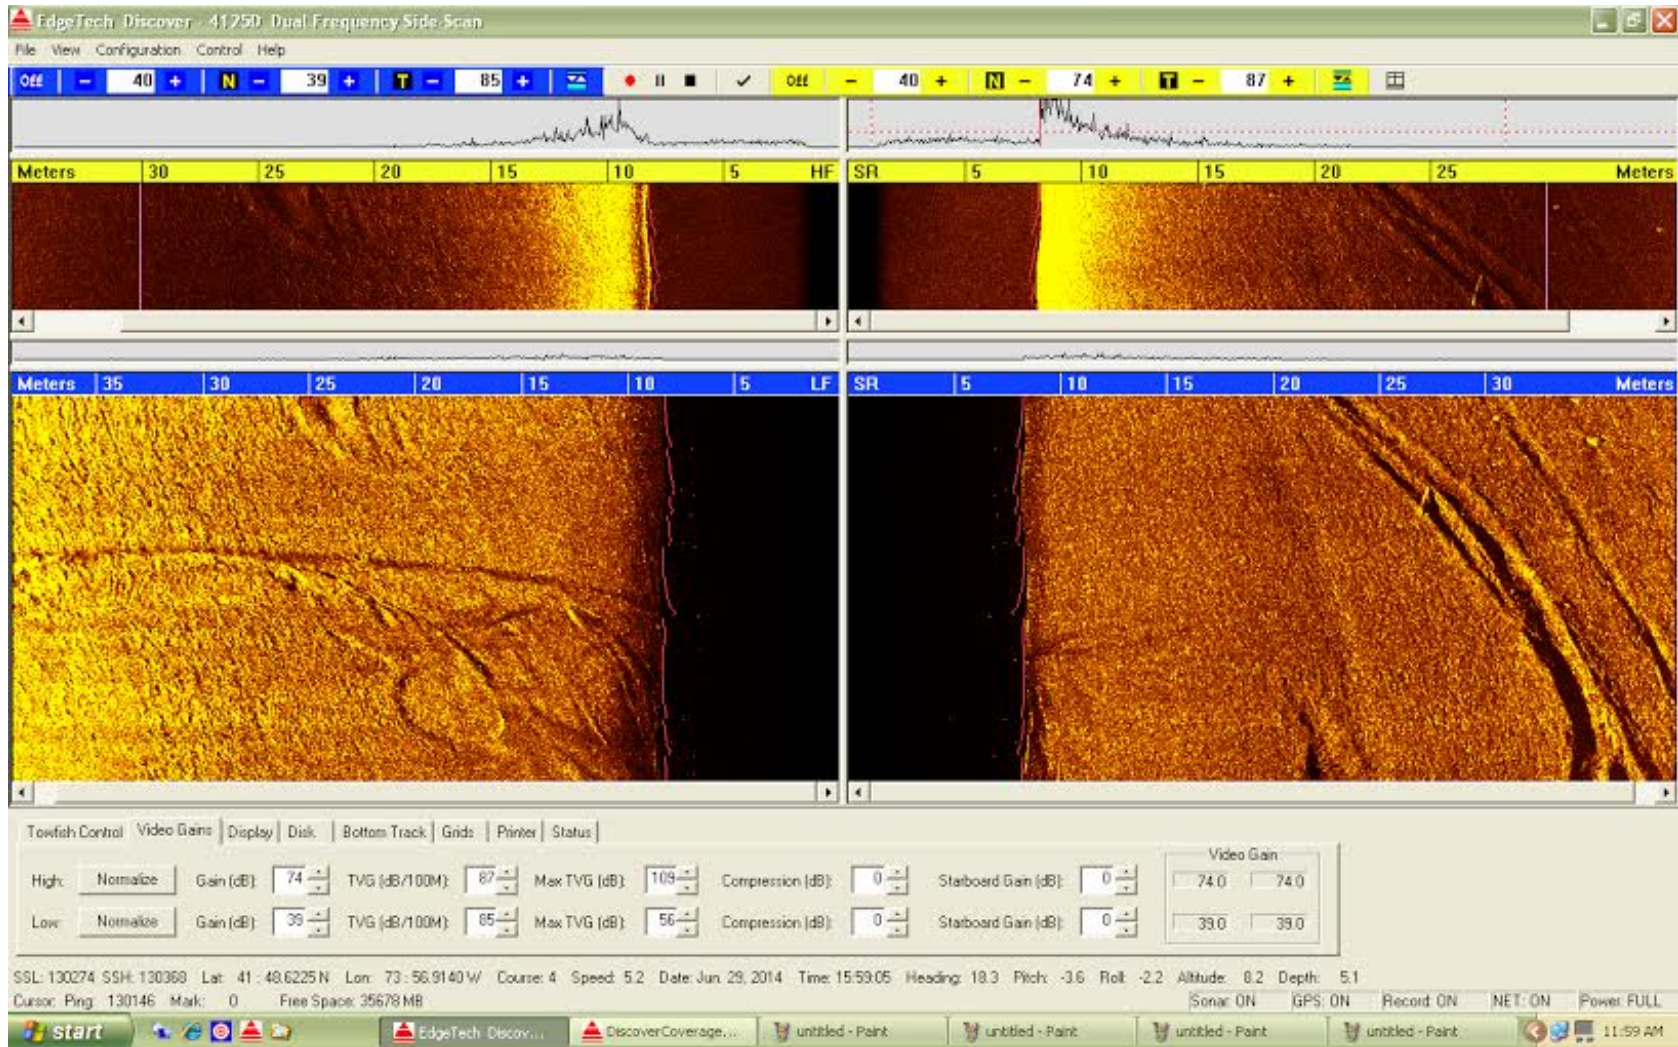 EdgeTech Discover - 4125D Dual Frequency Side-Scan
File View Configuration Control Help
Off - 40 + N - 39 + T - 85 + Off - 40 + N - 74 + T - 87 +
Meters 30 25 20 15 10 5 HF SR 5 10 15 20 25 Meters
Meters 35 30 25 20 15 10 5 LF SR 5 10 15 20 25 30 Meters
Towfish Control Video Gains Display Disk Bottom Track Grids Printer Status
Video Gain
High: Normalize Gain (dB): 74 TVG (dB/100M): 87 Max TVG (dB): 109 Compression (dB): 0 Starboard Gain (dB): 0 74.0 74.0
Low: Normalize Gain (dB): 39 TVG (dB/100M): 85 Max TVG (dB): 56 Compression (dB): 0 Starboard Gain (dB): 0 39.0 39.0
SSL: 130274 SSH: 130368 Lat: 41 : 48.6225 N Lon: 73 : 56.9140 W Course: 4 Speed: 5.2 Date: Jun. 29, 2014 Time: 15:59:05 Heading: 18.3 Pitch: -3.6 Roll: -2.2 Altitude: 8.2 Depth: 5.1
Cursor: Ping: 130146 Mark: 0 Free Space: 35678 MB Sonar: ON GPS: ON Record: ON NET: ON Power: FULL
start EdgeTech Discov... DiscoverCoverage... untitled - Paint untitled - Paint untitled - Paint untitled - Paint 11:59 AM